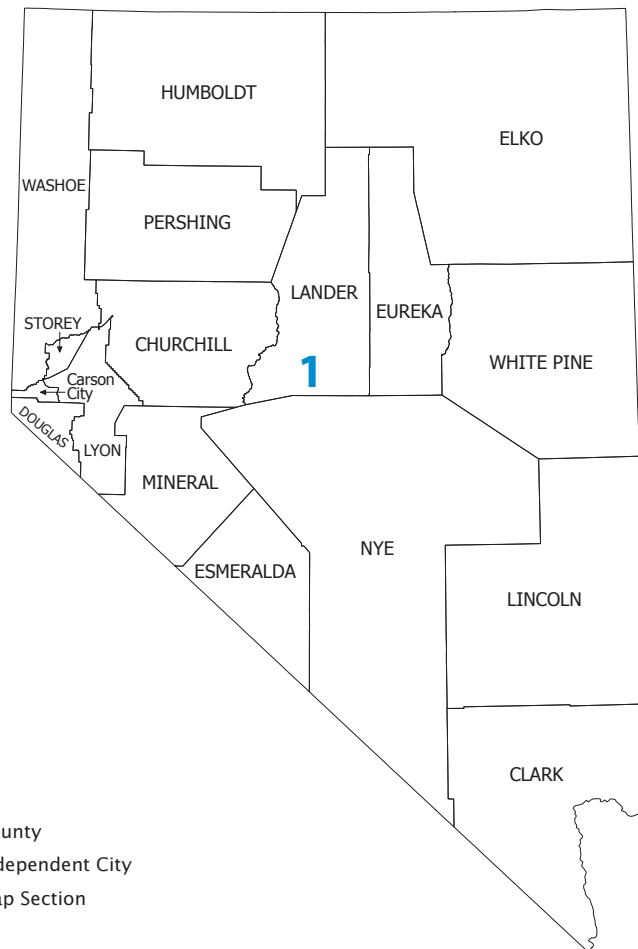 HUMBOLDT
ELKO
WASHOE
PERSHING
LANDER
EUREKA
STOREY
CHURCHILL
WHITE PINE
1
Carson
City
DOUGLAS
LYON
MINERAL
NYE
ESMERALDA
LINCOLN
CLARK
unty
dependent City
ap Section